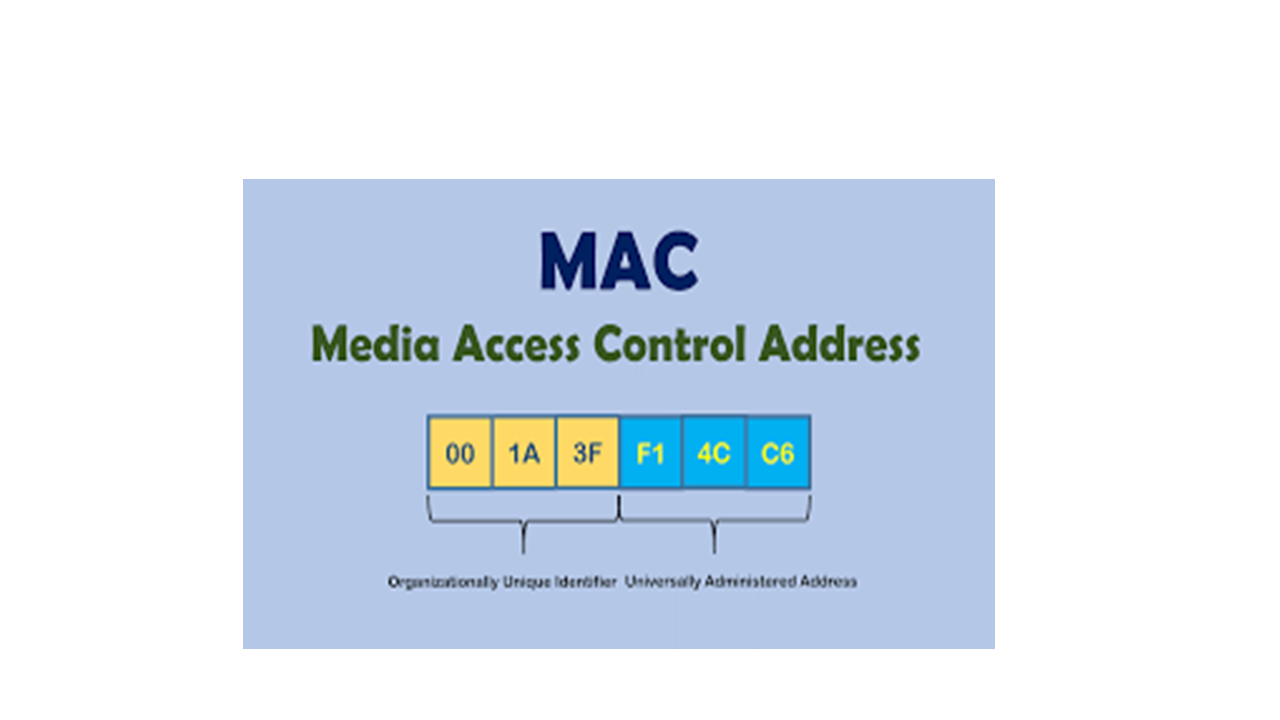 MAC
Media Access Control Address
00 1A 3F F1 4C C6
Organizationally Unique Identifier Universally Administered Address